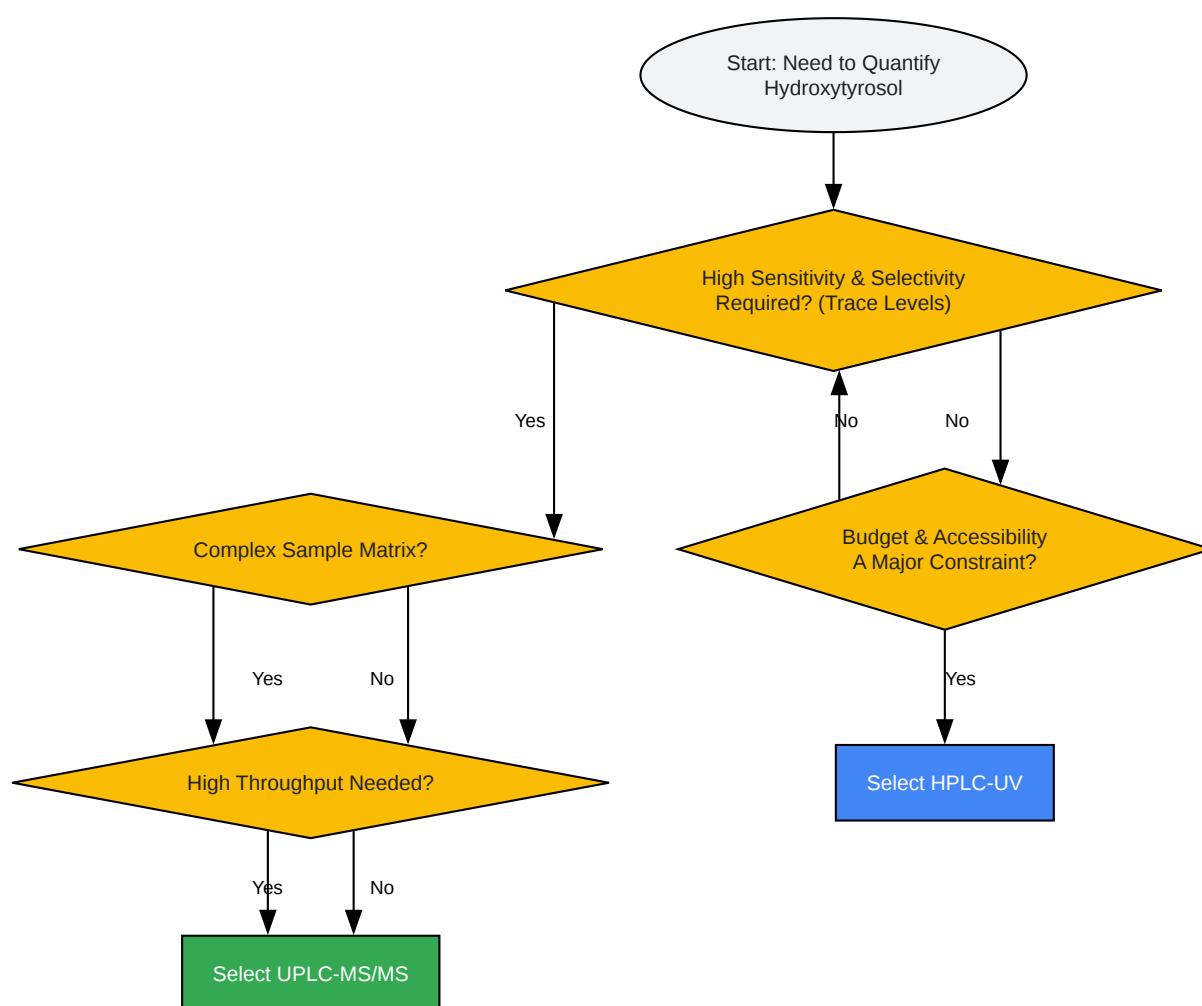 Start: Need to Quantify
Hydroxytyrosol
High Sensitivity & Selectivity
Required? (Trace Levels)
Yes
No
No
Complex Sample Matrix?
Budget & Accessibility
A Major Constraint?
Yes
No
Yes
High Throughput Needed?
Select HPLC-UV
Yes
No
Select UPLC-MS/MS